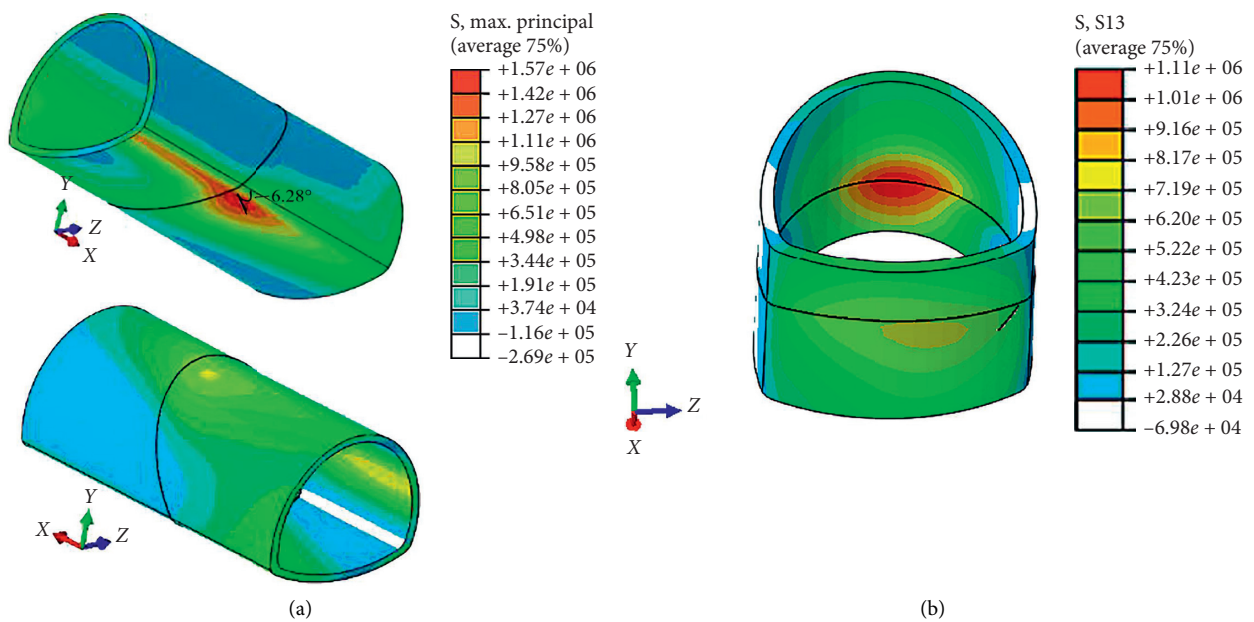 S, max. principal
(average 75%)
+1.57e + 06
+1.42e + 06
+1.27e + 06
+1.11e + 06
+9.58e + 05
+8.05e + 05
+6.51e + 05
+4.98e + 05
+3.44e + 05
+1.91e + 05
+3.74e + 04
–1.16e + 05
–2.69e + 05
6.28°
Y
Z
X
Y
X
Z
(a)
S, S13
(average 75%)
+1.11e + 06
+1.01e + 06
+9.16e + 05
+8.17e + 05
+7.19e + 05
+6.20e + 05
+5.22e + 05
+4.23e + 05
+3.24e + 05
+2.26e + 05
+1.27e + 05
+2.88e + 04
–6.98e + 04
Y
Z
X
(b)